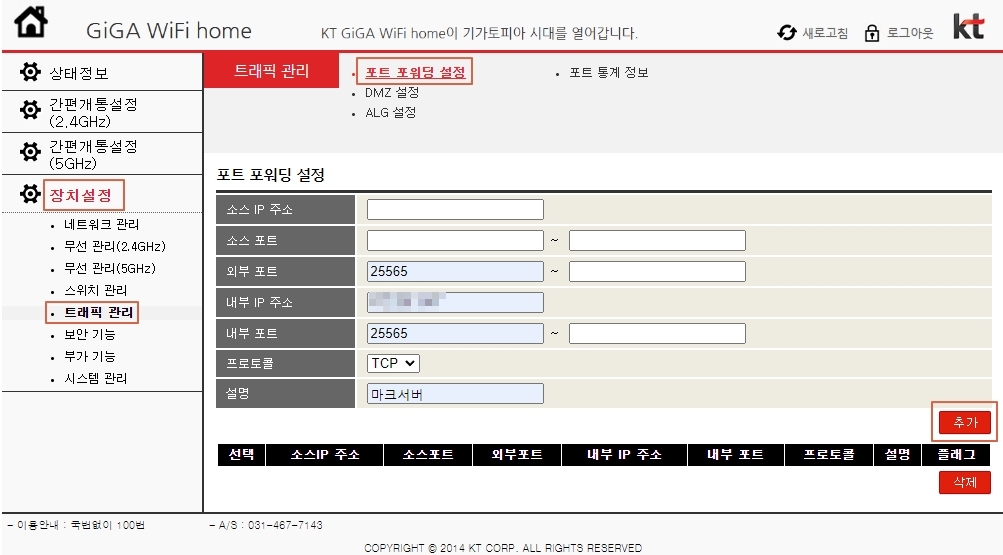 GiGA WiFi home
KT GiGA WiFi home이 기가토피아 시대를 열어갑니다.
새로고침
로그아웃
kt
상태정보
간편개통설정
(2.4GHz)
간편개통설정
(5GHz)
장치설정
네트워크 관리
무선 관리(2.4GHz)
무선 관리(5GHz)
스위치 관리
트래픽 관리
보안 기능
부가 기능
시스템 관리
트래픽 관리
포트 포워딩 설정
포트 통계 정보
DMZ 설정
ALG 설정
포트 포워딩 설정
소스 IP 주소
소스 포트 ~
외부 포트 25565 ~
내부 IP 주소
내부 포트 25565 ~
프로토콜 TCP
설명 마크서버
추가
선택 소스IP 주소 소스포트 외부포트 내부 IP 주소 내부 포트 프로토콜 설명 플래그
삭제
- 이용안내 : 국번없이 100번 - A/S : 031-467-7143
COPYRIGHT © 2014 KT CORP. ALL RIGHTS RESERVED